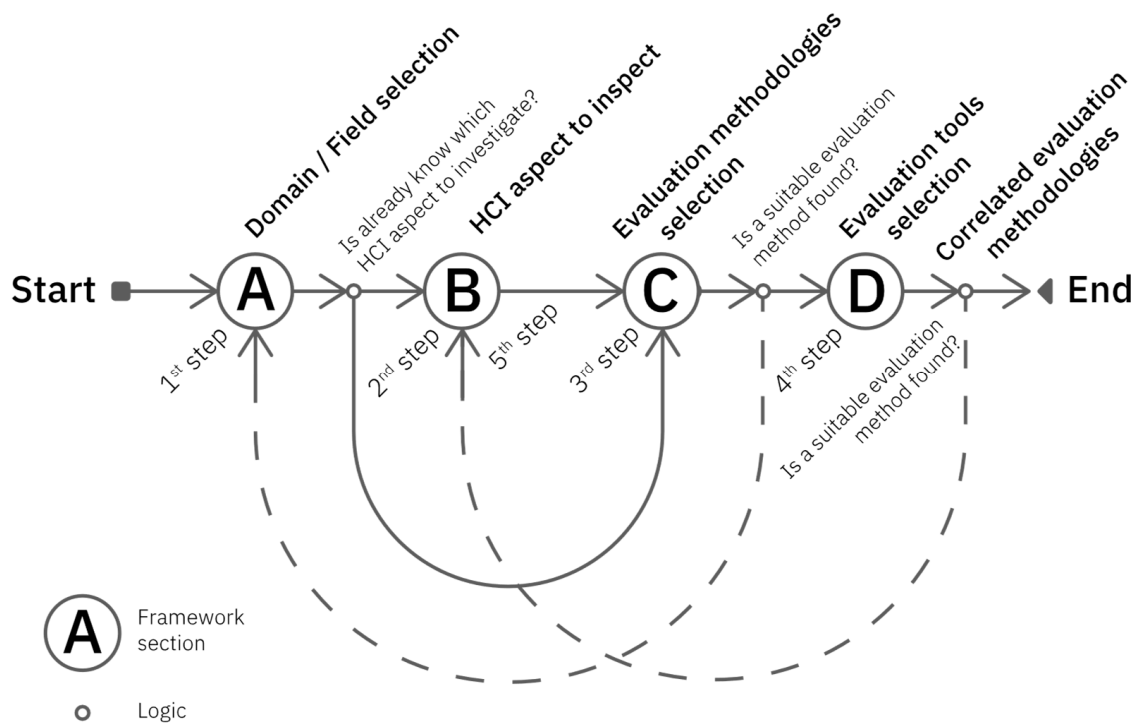 Domain / Field selection
Is already know which
HCI aspect to investigate?
HCI aspect to inspect
Evaluation methodologies
selection
Is a suitable evaluation
method found?
Evaluation tools
selection
Correlated evaluation
methodologies
Start
A
B
C
D
End
1st step
2nd step
5th step
3rd step
4th step
Is a suitable evaluation
method found?
A
Framework
section
Logic